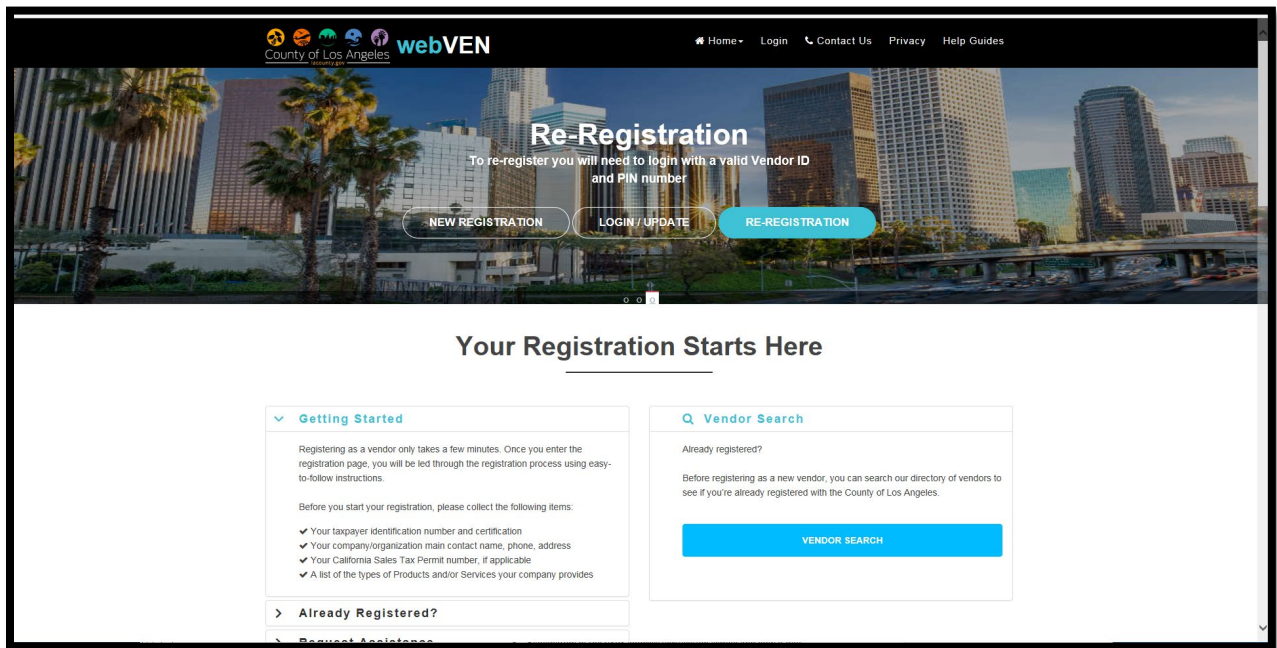 County of Los Angeles
lacounty.gov
webVEN
Home
Login
Contact Us
Privacy
Help Guides
Re-Registration
To re-register you will need to login with a valid Vendor ID
and PIN number
NEW REGISTRATION
LOGIN / UPDATE
RE-REGISTRATION
Your Registration Starts Here
Getting Started
Registering as a vendor only takes a few minutes. Once you enter the
registration page, you will be led through the registration process using easy-
to-follow instructions.
Before you start your registration, please collect the following items:
Your taxpayer identification number and certification
Your company/organization main contact name, phone, address
Your California Sales Tax Permit number, if applicable
A list of the types of Products and/or Services your company provides
Already Registered?
Request Assistance
Vendor Search
Already registered?
Before registering as a new vendor, you can search our directory of vendors to
see if you're already registered with the County of Los Angeles.
VENDOR SEARCH